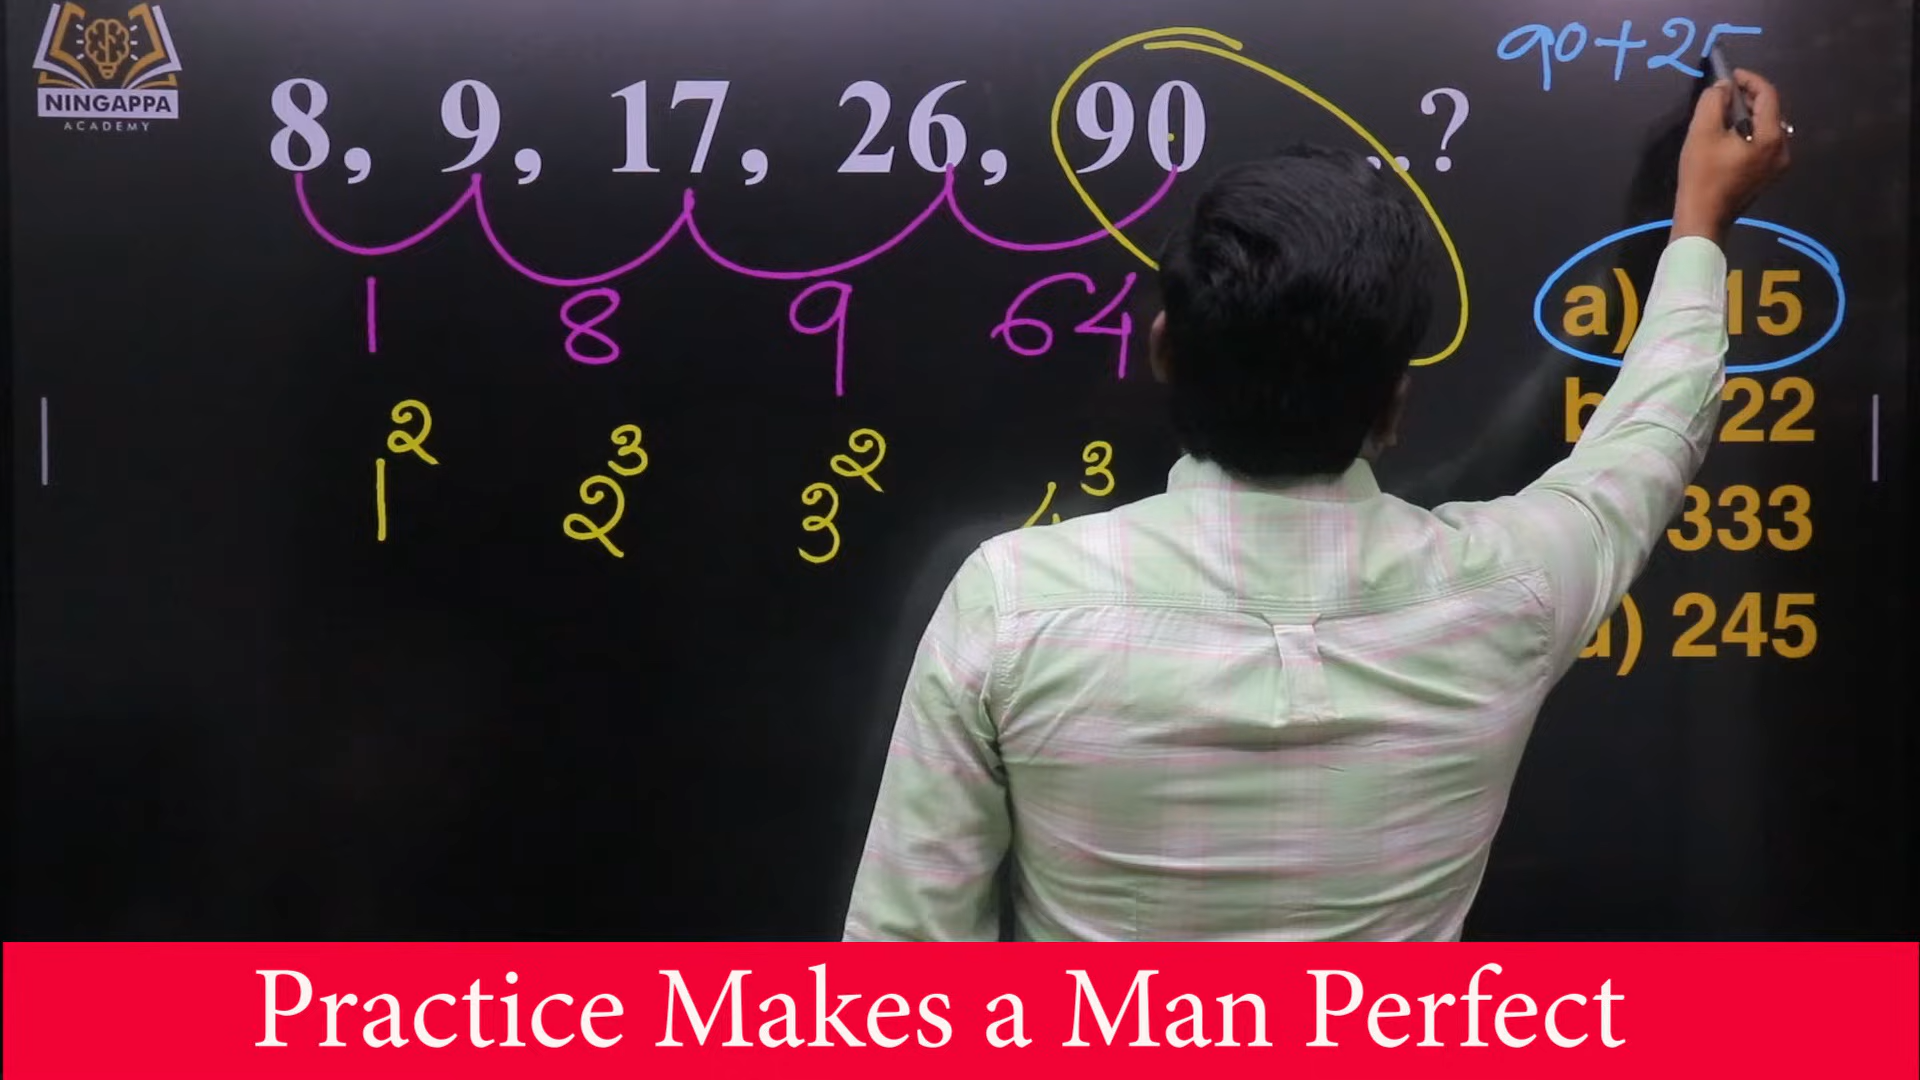 NINGAPPA
ACADEMY
8, 9, 17, 26, 90 ..?
90+25
1 8 9 64
1² 2³ 3² 4³
a) 15
22
333
d) 245
Practice Makes a Man Perfect